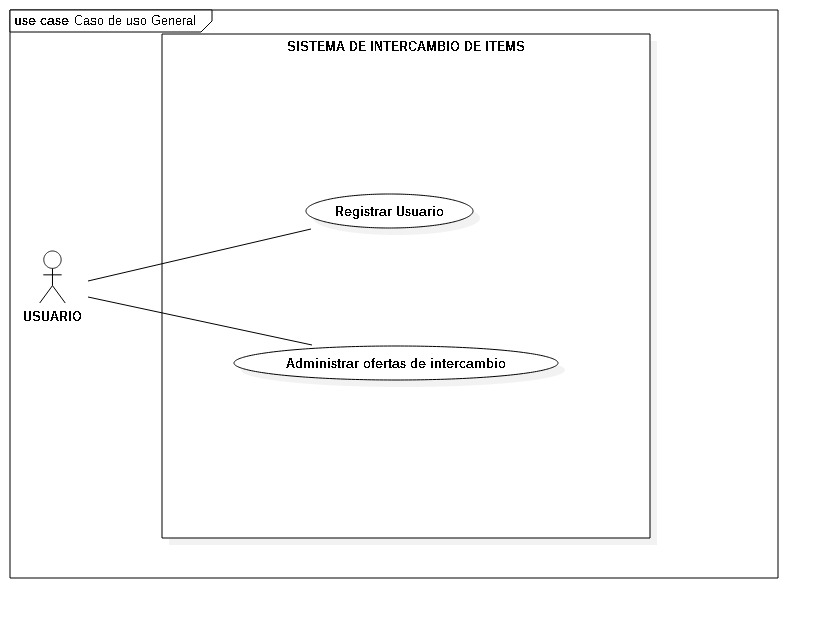 use case Caso de uso General
SISTEMA DE INTERCAMBIO DE ITEMS
Registrar Usuario
USUARIO
Administrar ofertas de intercambio